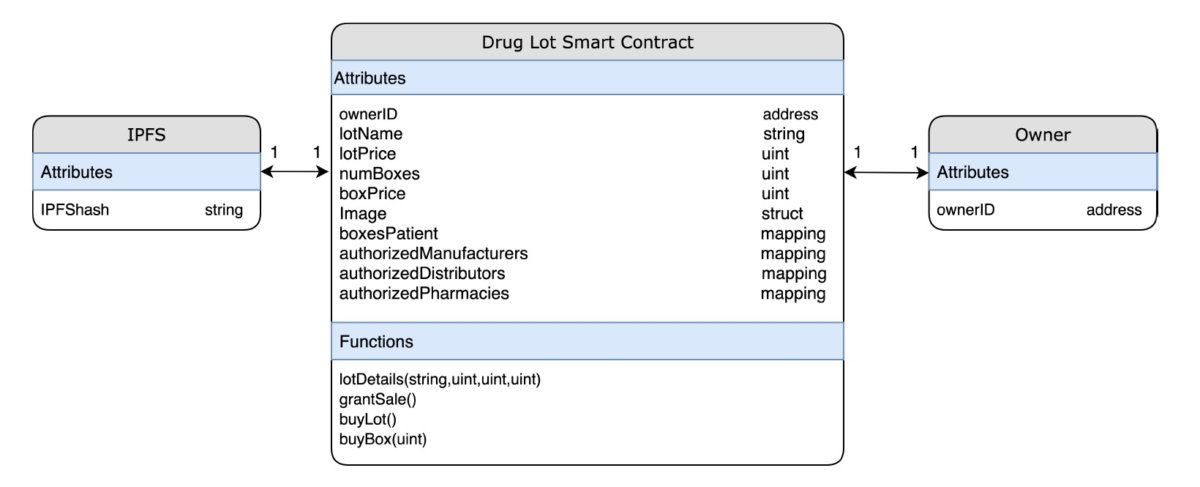 IPFS
Attributes
IPFShash string
1 1
Drug Lot Smart Contract
Attributes
ownerID address
lotName string
lotPrice uint
numBoxes uint
boxPrice uint
Image struct
boxesPatient mapping
authorizedManufacturers mapping
authorizedDistributors mapping
authorizedPharmacies mapping
Functions
lotDetails(string,uint,uint,uint)
grantSale()
buyLot()
buyBox(uint)
1 1
Owner
Attributes
ownerID address